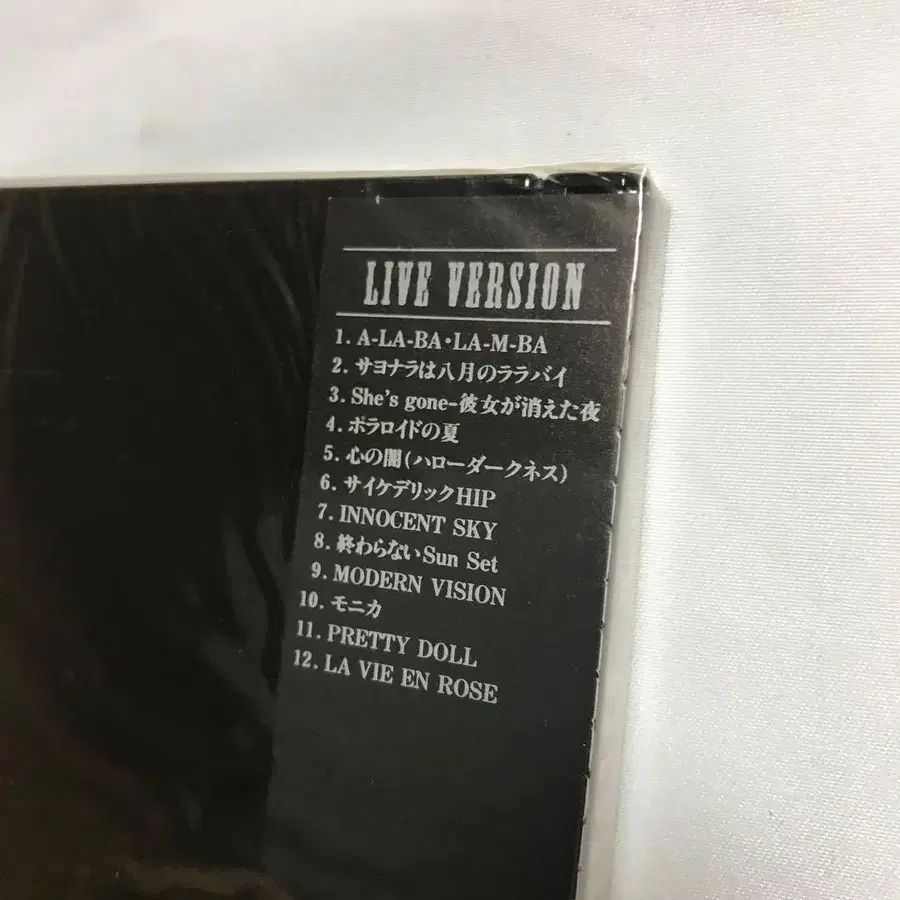 LIVE VERSION
1. A-LA-BA・LA-M-BA
2. サヨナラは八月のララバイ
3. She's gone-彼女が消えた夜
4. ポラロイドの夏
5. 心の闇(ハローダークネス)
6. サイケデリックHIP
7. INNOCENT SKY
8. 終わらないSun Set
9. MODERN VISION
10. モニカ
11. PRETTY DOLL
12. LA VIE EN ROSE